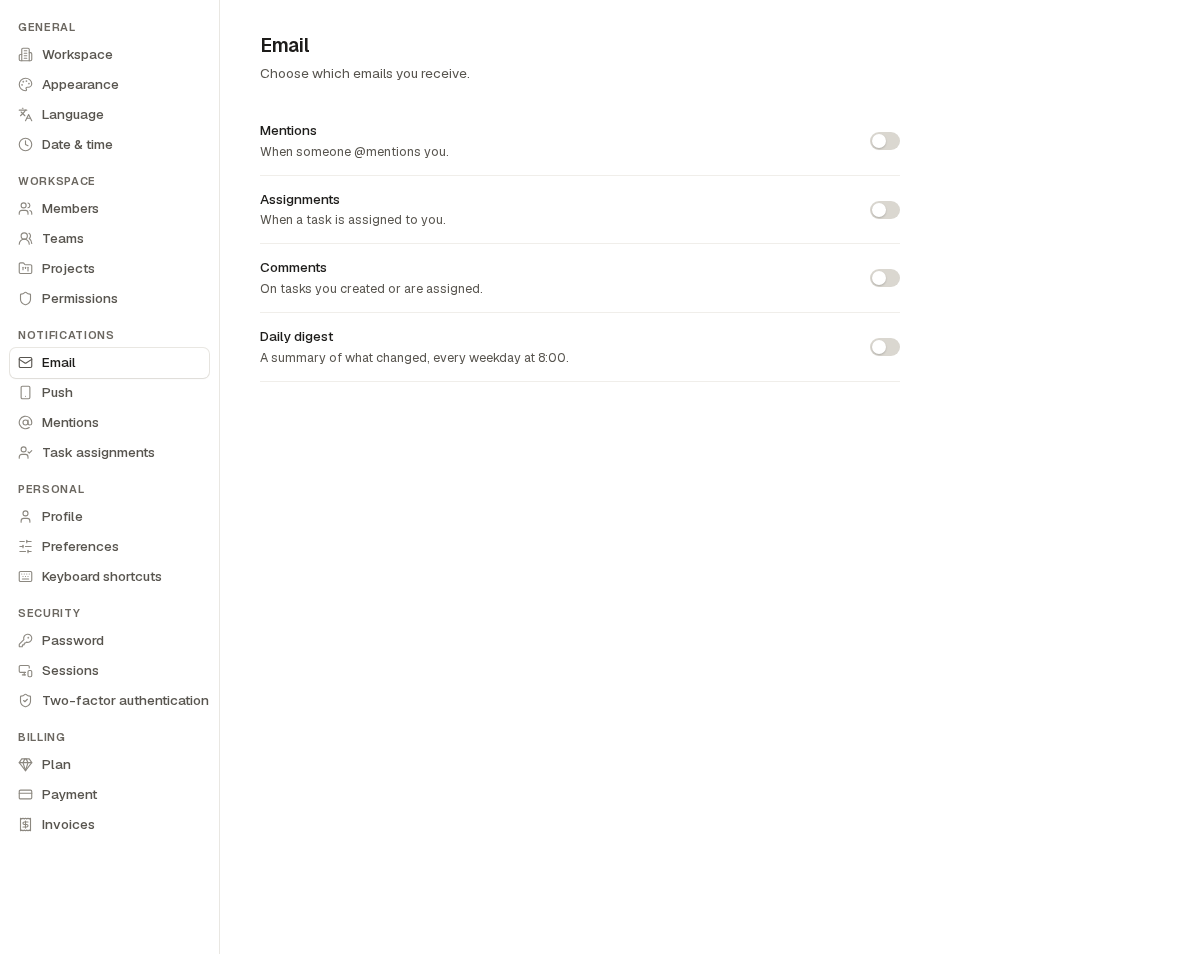 GENERAL
Workspace
Appearance
Language
Date & time
WORKSPACE
Members
Teams
Projects
Permissions
NOTIFICATIONS
Email
Push
Mentions
Task assignments
PERSONAL
Profile
Preferences
Keyboard shortcuts
SECURITY
Password
Sessions
Two-factor authentication
BILLING
Plan
Payment
Invoices
Email
Choose which emails you receive.
Mentions
When someone @mentions you.
Assignments
When a task is assigned to you.
Comments
On tasks you created or are assigned.
Daily digest
A summary of what changed, every weekday at 8:00.